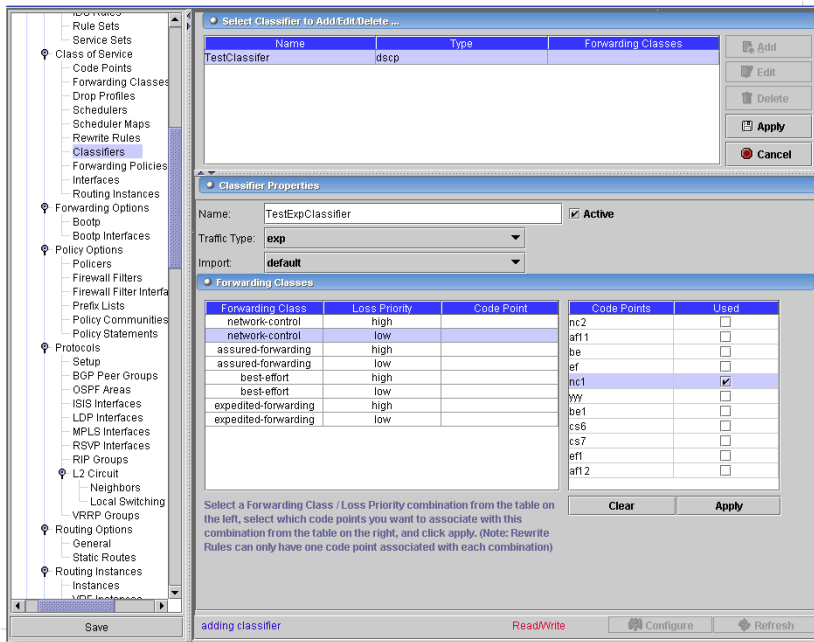 IDS Rules
Rule Sets
Service Sets
Class of Service
Code Points
Forwarding Classes
Drop Profiles
Schedulers
Scheduler Maps
Rewrite Rules
Classifiers
Forwarding Policies
Interfaces
Routing Instances
Forwarding Options
Bootp
Bootp Interfaces
Policy Options
Policers
Firewall Filters
Firewall Filter Interfa
Prefix Lists
Policy Communities
Policy Statements
Protocols
Setup
BGP Peer Groups
OSPF Areas
ISIS Interfaces
LDP Interfaces
MPLS Interfaces
RSVP Interfaces
RIP Groups
L2 Circuit
Neighbors
Local Switching
VRRP Groups
Routing Options
General
Static Routes
Routing Instances
Instances
VRF Instances
Save
Select Classifier to Add/Edit/Delete ...
Name Type Forwarding Classes
TestClassifer dscp
Add
Edit
Delete
Apply
Cancel
Classifier Properties
Name: TestExpClassifier Active
Traffic Type: exp
Import: default
Forwarding Classes
Forwarding Class Loss Priority Code Point
network-control high
network-control low
assured-forwarding high
assured-forwarding low
best-effort high
best-effort low
expedited-forwarding high
expedited-forwarding low
Code Points Used
nc2
af11
be
ef
nc1
yyy
be1
cs6
cs7
ef1
af12
Clear Apply
Select a Forwarding Class / Loss Priority combination from the table on
the left, select which code points you want to associate with this
combination from the table on the right, and click apply. (Note: Rewrite
Rules can only have one code point associated with each combination)
adding classifier Read/Write Configure Refresh